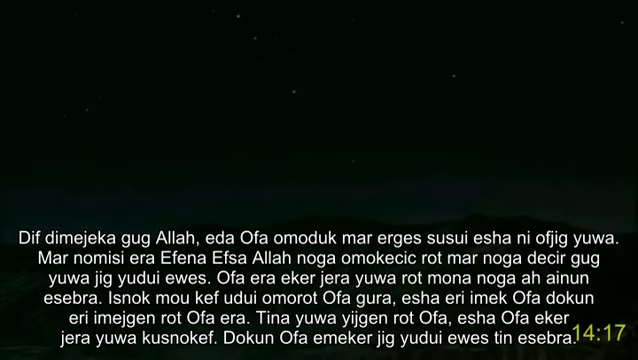 Dif dimejeka gug Allah, eda Ofa omoduk mar erges susui esha ni ofjig yuwa.
Mar nomisi era Efena Efsa Allah noga omokecic rot mar noga decir gug
yuwa jig yudui ewes. Ofa era eker jera yuwa rot mona noga ah ainun
esebra. Isnok mou kef udui omorot Ofa gura, esha eri imek Ofa dokun
eri imejgen rot Ofa era. Tina yuwa yijgen rot Ofa, esha Ofa eker
jera yuwa kusnokef. Dokun Ofa emeker jig yudui ewes tin esebra.
14:17